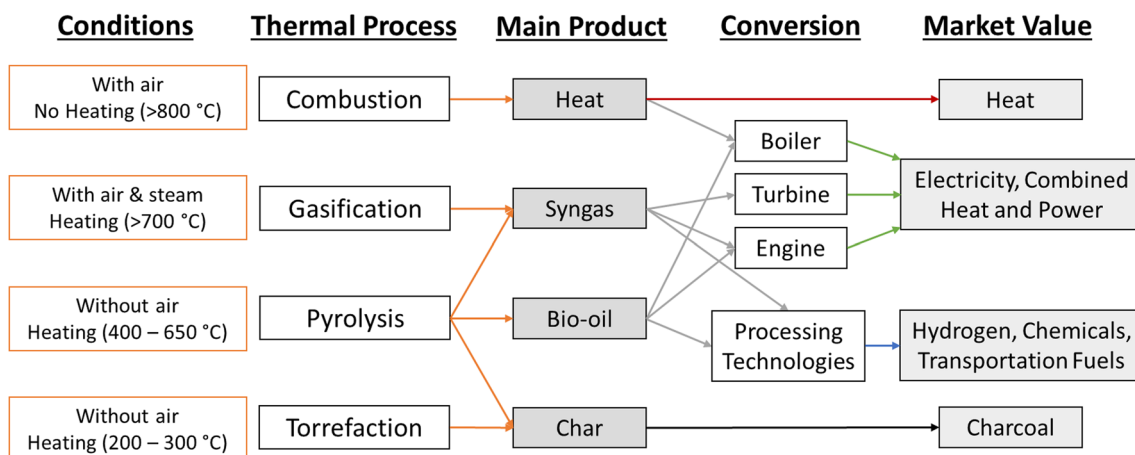 Conditions
Thermal Process
Main Product
Conversion
Market Value
With air
No Heating (>800 °C)
Combustion
Heat
Heat
Boiler
With air & steam
Heating (>700 °C)
Gasification
Syngas
Turbine
Electricity, Combined
Heat and Power
Engine
Without air
Heating (400 – 650 °C)
Pyrolysis
Bio-oil
Processing
Technologies
Hydrogen, Chemicals,
Transportation Fuels
Without air
Heating (200 – 300 °C)
Torrefaction
Char
Charcoal